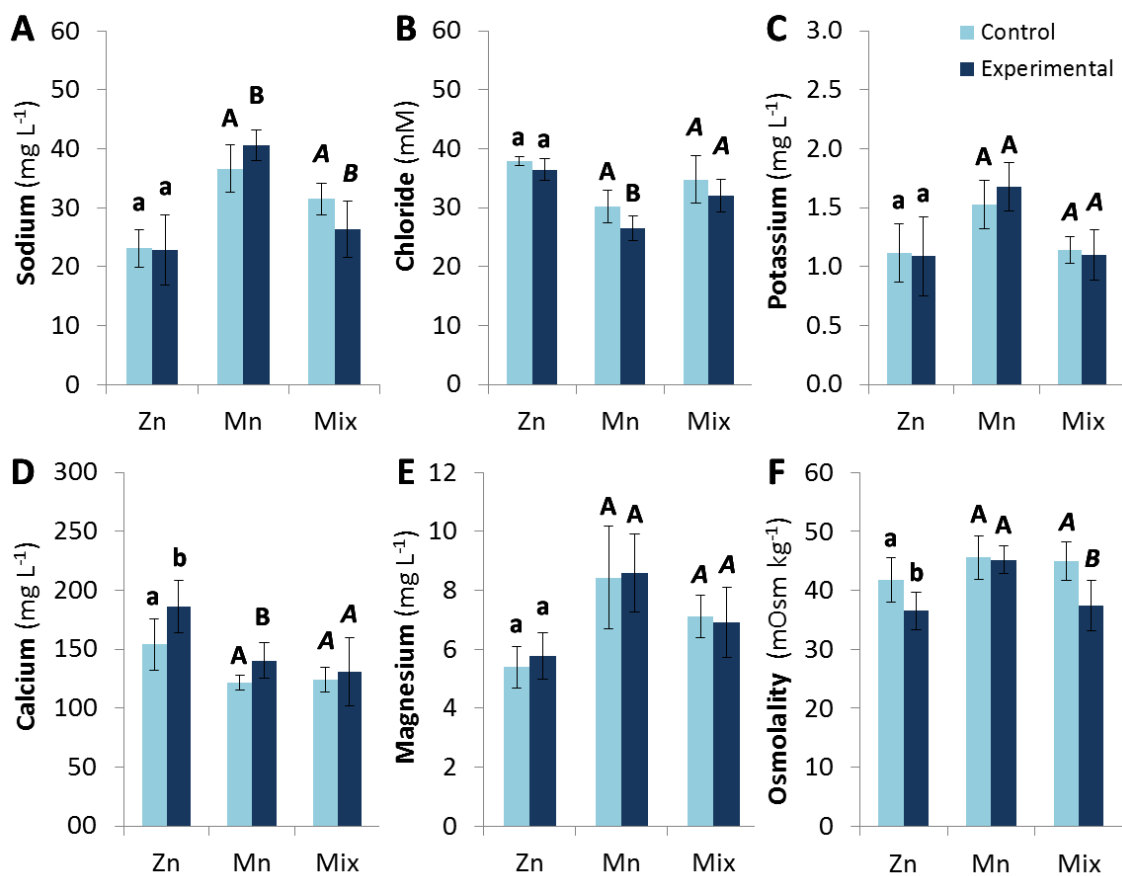 A
Sodium (mg L⁻¹)
60
50
40
30
20
10
0
a a
A B
A B
Zn Mn Mix
B
Chloride (mM)
60
50
40
30
20
10
0
a a
A B
A A
Zn Mn Mix
C
Potassium (mg L⁻¹)
3.0
2.5
2.0
1.5
1.0
0.5
0.0
Control
Experimental
a a
A A
A A
Zn Mn Mix
D
Calcium (mg L⁻¹)
300
250
200
150
100
50
00
a b
A B
A A
Zn Mn Mix
E
Magnesium (mg L⁻¹)
12
10
8
6
4
2
0
a a
A A
A A
Zn Mn Mix
F
Osmolality (mOsm kg⁻¹)
60
50
40
30
20
10
0
a b
A A
A B
Zn Mn Mix